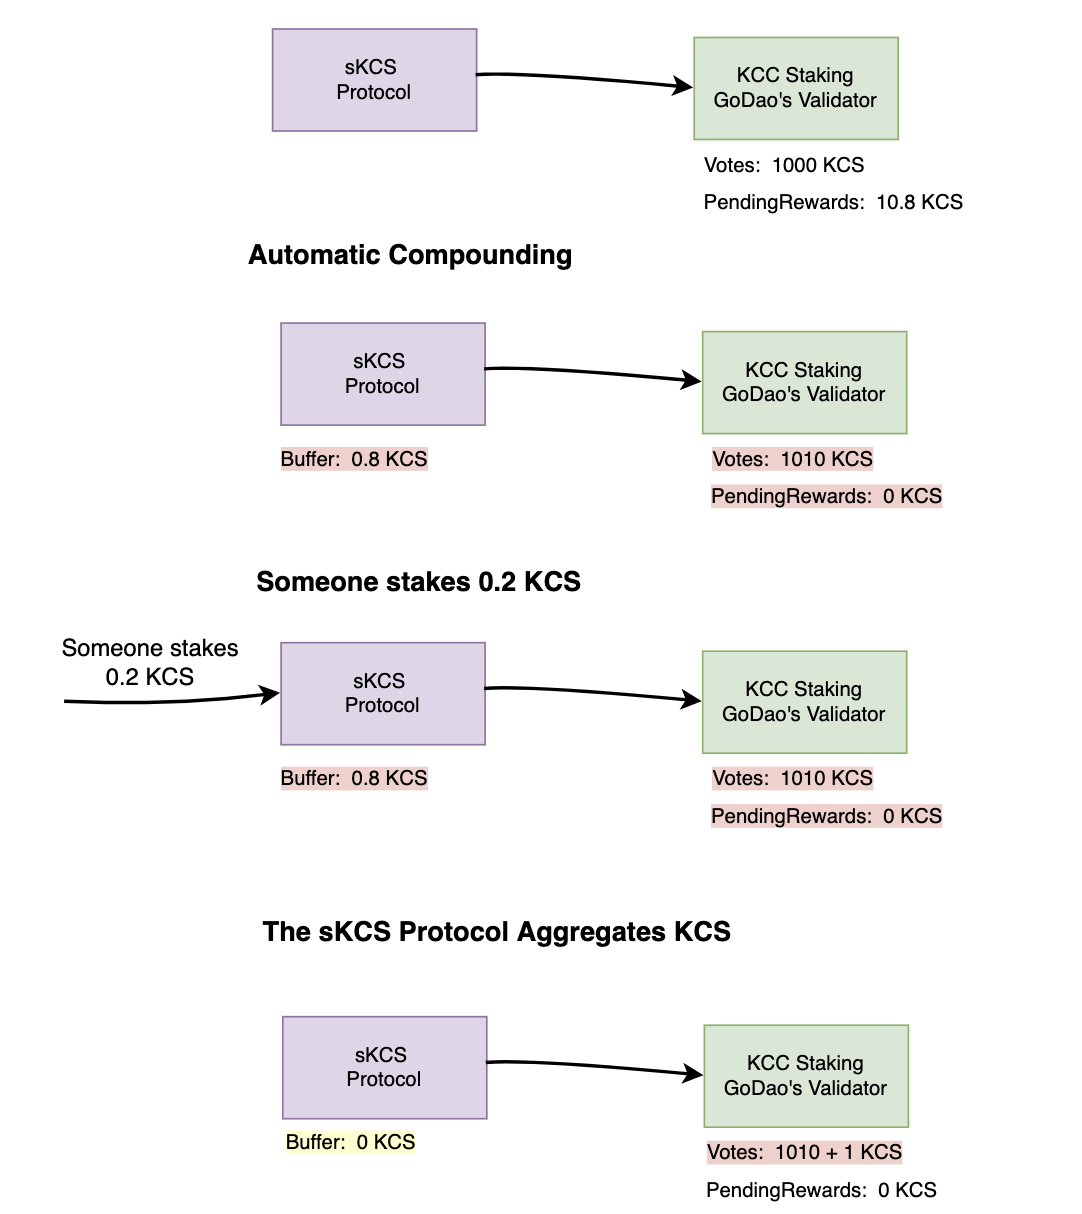 sKCS
Protocol
KCC Staking
GoDao's Validator
Votes: 1000 KCS
PendingRewards: 10.8 KCS
Automatic Compounding
sKCS
Protocol
KCC Staking
GoDao's Validator
Buffer: 0.8 KCS
Votes: 1010 KCS
PendingRewards: 0 KCS
Someone stakes 0.2 KCS
Someone stakes
0.2 KCS
sKCS
Protocol
KCC Staking
GoDao's Validator
Buffer: 0.8 KCS
Votes: 1010 KCS
PendingRewards: 0 KCS
The sKCS Protocol Aggregates KCS
sKCS
Protocol
KCC Staking
GoDao's Validator
Buffer: 0 KCS
Votes: 1010 + 1 KCS
PendingRewards: 0 KCS